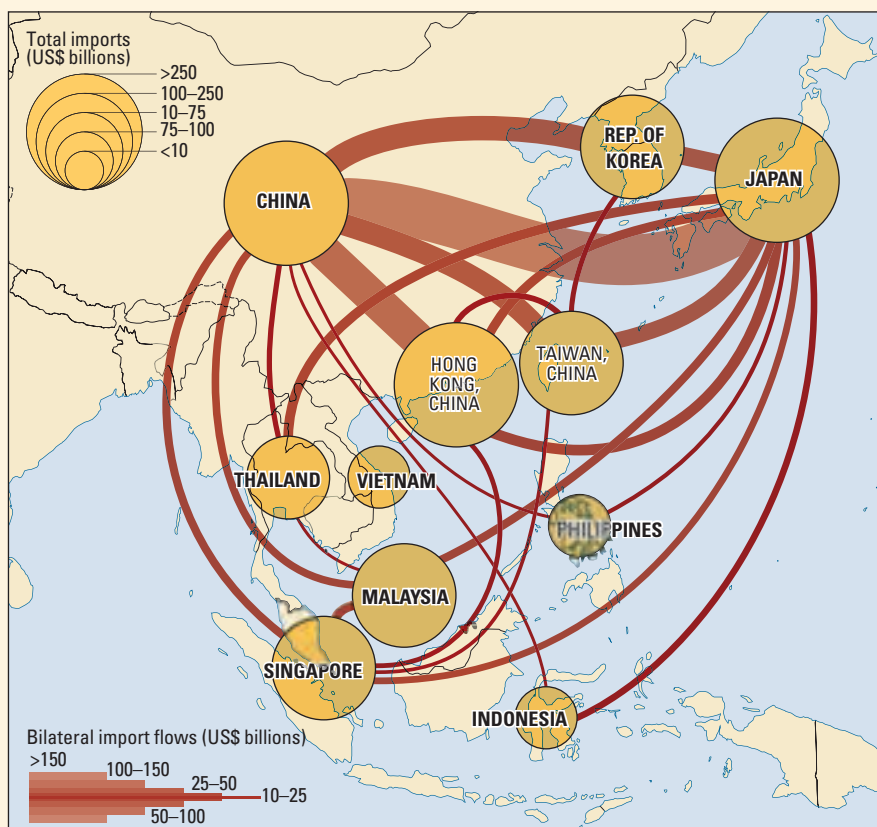 Total imports
(US$ billions)
>250
100–250
10–75
75–100
<10
REP. OF
KOREA
JAPAN
CHINA
HONG
KONG,
CHINA
TAIWAN,
CHINA
THAILAND
VIETNAM
PHILIPPINES
MALAYSIA
SINGAPORE
INDONESIA
Bilateral import flows (US$ billions)
>150
100–150
25–50
10–25
50–100